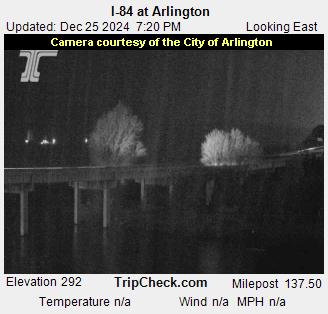 I-84 at Arlington
Updated: Dec 25 2024 7:20 PM Looking East
Camera courtesy of the City of Arlington
Elevation 292 TripCheck.com Milepost 137.50
Temperature n/a Wind n/a MPH n/a